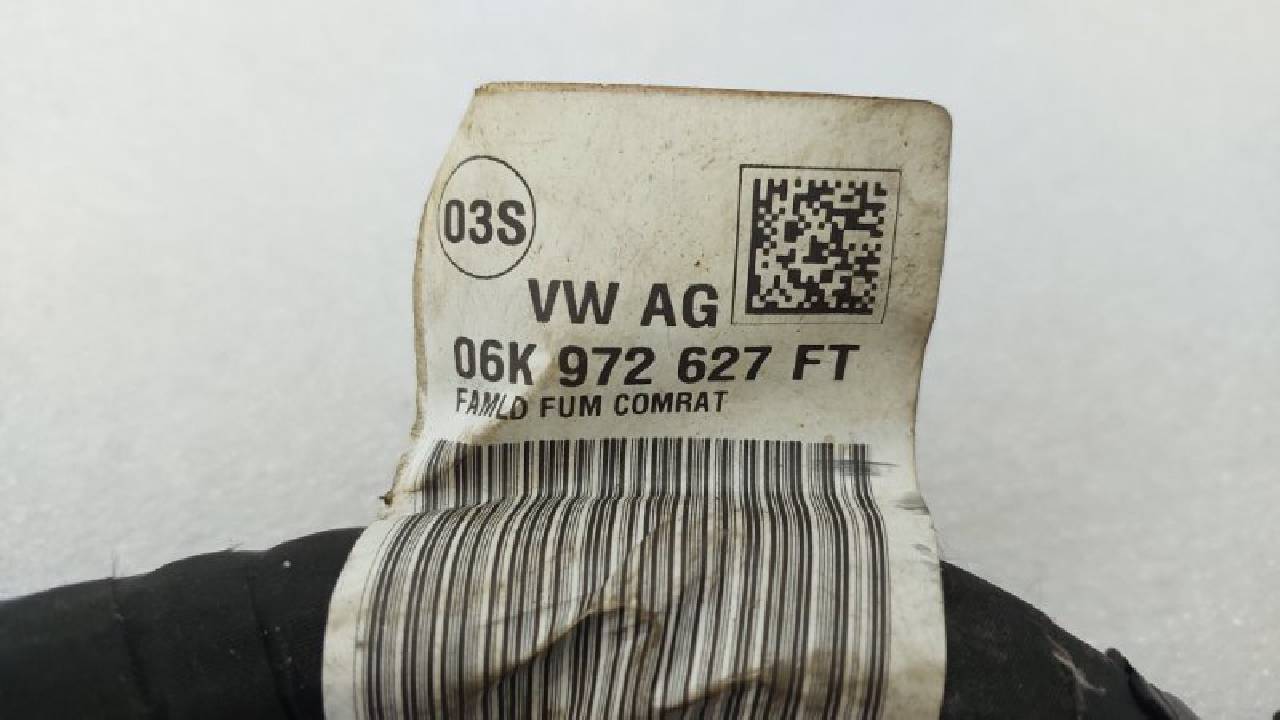 03S
VW AG
06K 972 627 FT
FAMLD FUM COMRAT